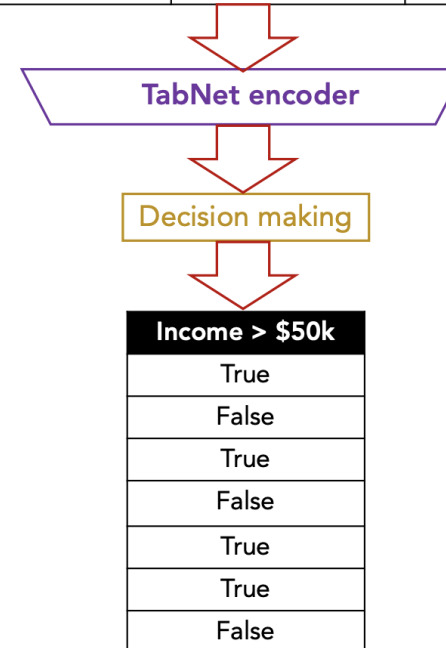 TabNet encoder
Decision making
Income > $50k
True
False
True
False
True
True
False